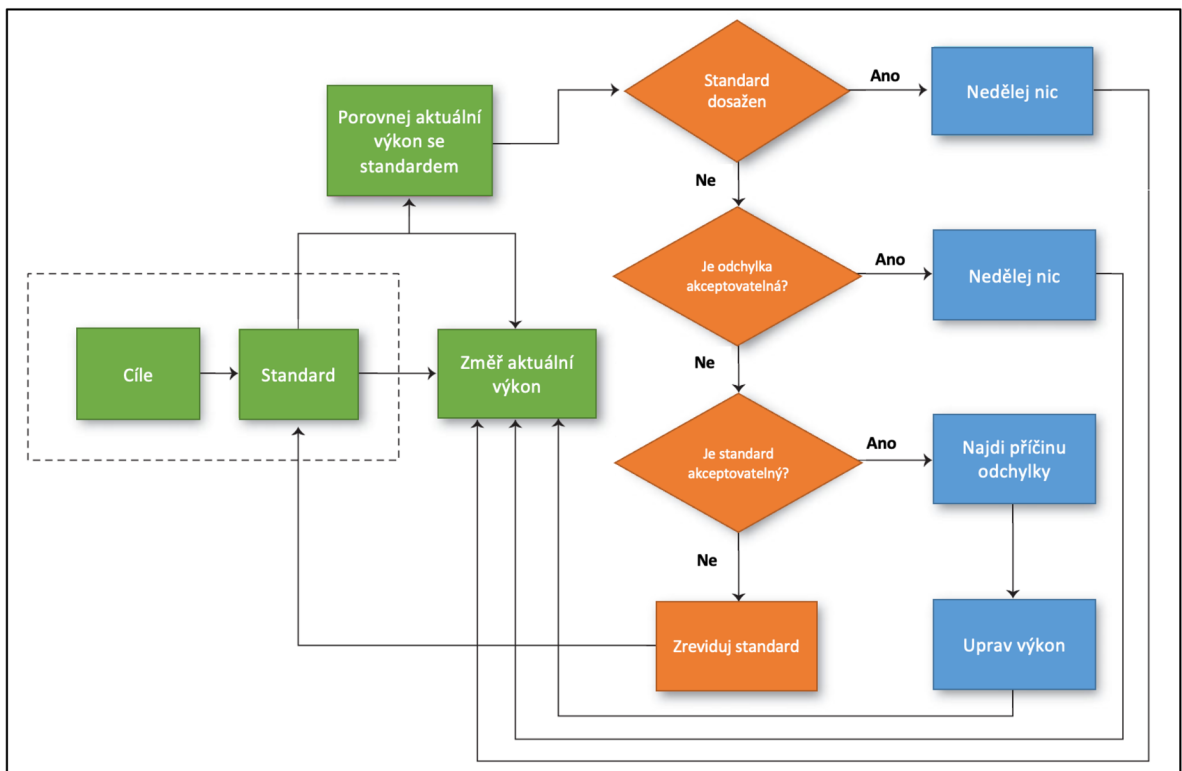 Standard
dosažen
Ano
Nedělej nic
Porovnej aktuální
výkon se
standardem
Ne
Je odchylka
akceptovatelná?
Ano
Nedělej nic
Cíle
Standard
Změř aktuální
výkon
Ne
Je standard
akceptovatelný?
Ano
Najdi příčinu
odchylky
Ne
Zreviduj standard
Uprav výkon